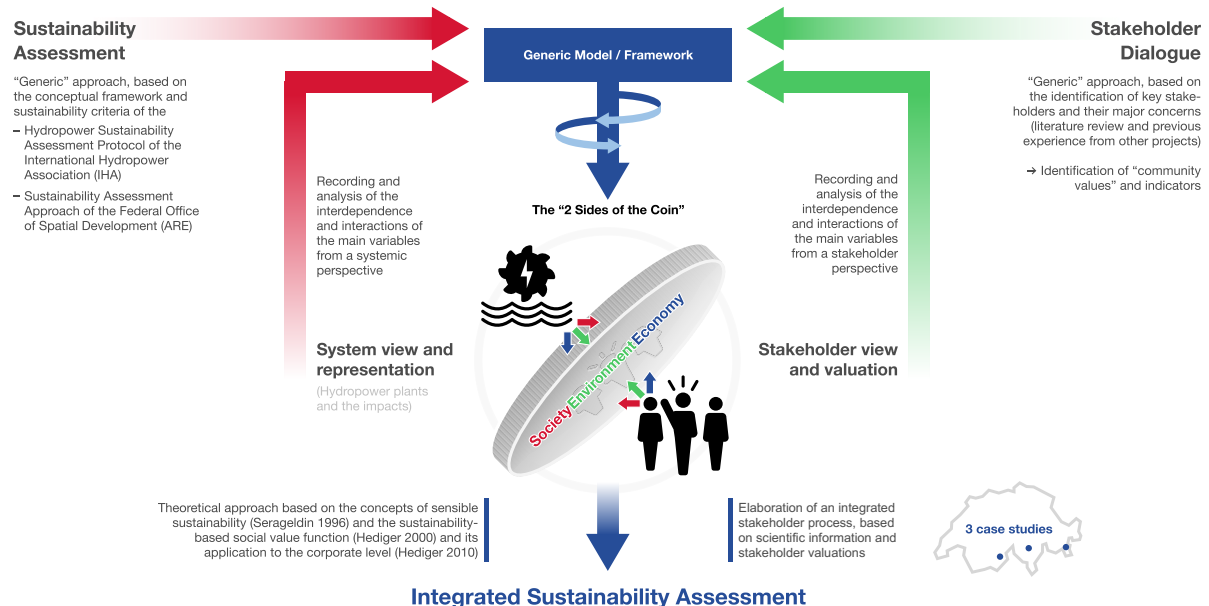 Sustainability
Assessment
“Generic” approach, based on
the conceptual framework and
sustainability criteria of the
– Hydropower Sustainability
Assessment Protocol of the
International Hydropower
Association (IHA)
– Sustainability Assessment
Approach of the Federal Office
of Spatial Development (ARE)
Recording and
analysis of the
interdependence
and interactions of
the main variables
from a systemic
perspective
System view and
representation
(Hydropower plants
and the impacts)
Generic Model / Framework
The “2 Sides of the Coin”
Society Environment Economy
Stakeholder
Dialogue
“Generic” approach, based on
the identification of key stake-
holders and their major concerns
(literature review and previous
experience from other projects)
→ Identification of “community
values” and indicators
Recording and
analysis of the
interdependence
and interactions of
the main variables
from a stakeholder
perspective
Stakeholder view
and valuation
Theoretical approach based on the concepts of sensible
sustainability (Serageldin 1996) and the sustainability-
based social value function (Hediger 2000) and its
application to the corporate level (Hediger 2010)
Elaboration of an integrated
stakeholder process, based
on scientific information and
stakeholder valuations
3 case studies
Integrated Sustainability Assessment